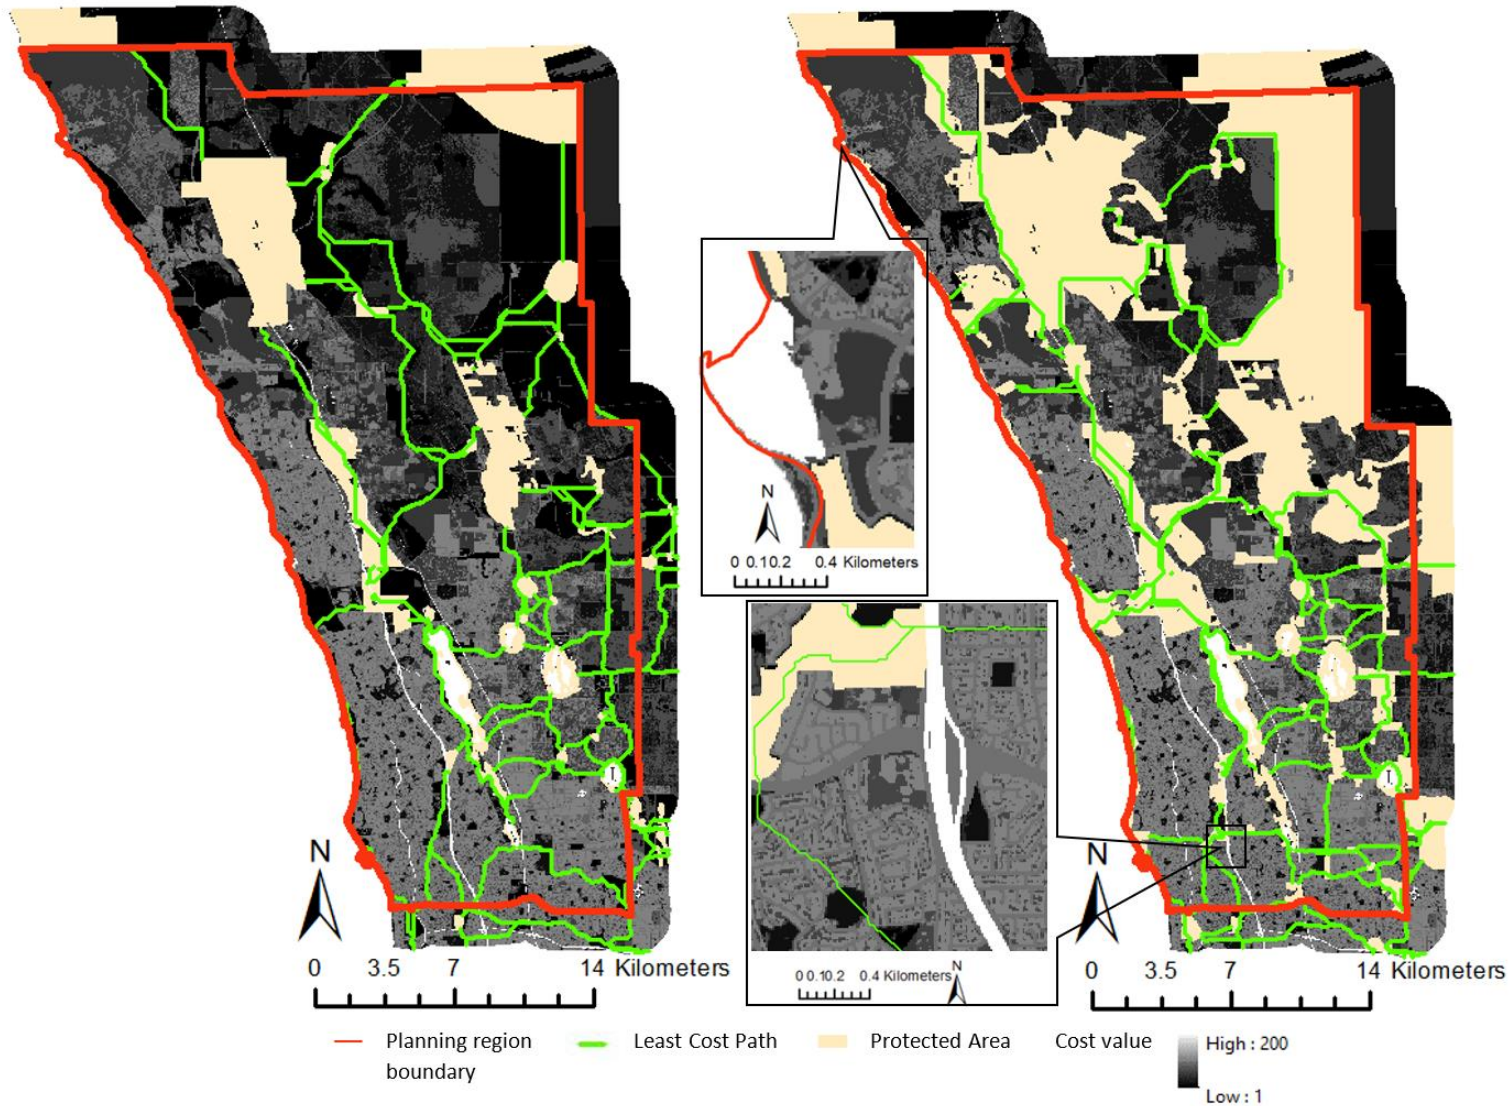 N
0 0.10.2 0.4 Kilometers
N
0 0.10.2 0.4 Kilometers
N
0 3.5 7 14 Kilometers
N
0 3.5 7 14 Kilometers
Planning region
boundary
Least Cost Path
Protected Area
Cost value
High : 200
Low : 1